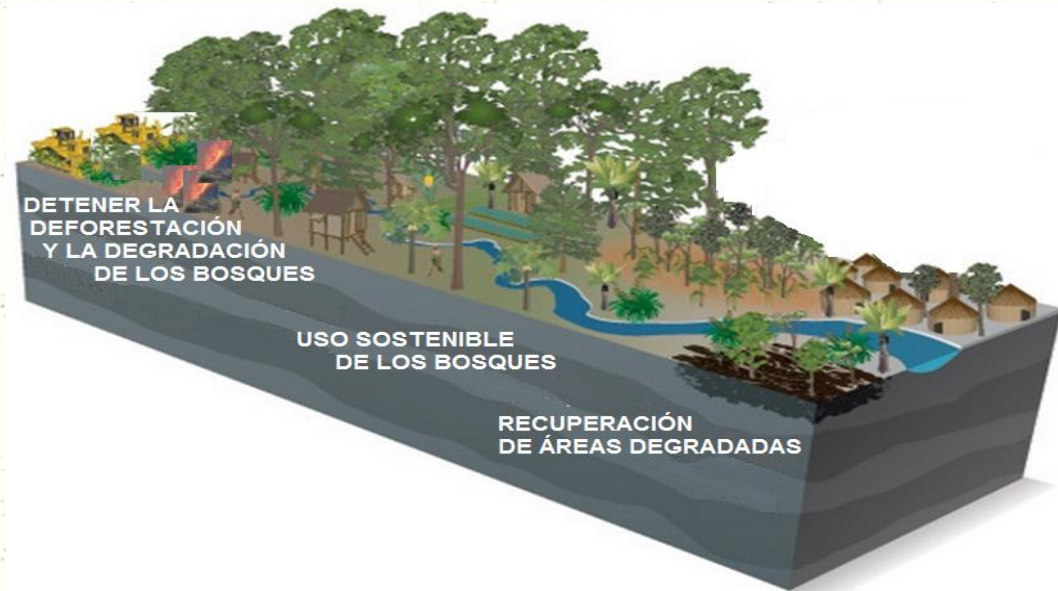 DETENER LA
DEFORESTACIÓN
Y LA DEGRADACIÓN
DE LOS BOSQUES
USO SOSTENIBLE
DE LOS BOSQUES
RECUPERACIÓN
DE ÁREAS DEGRADADAS